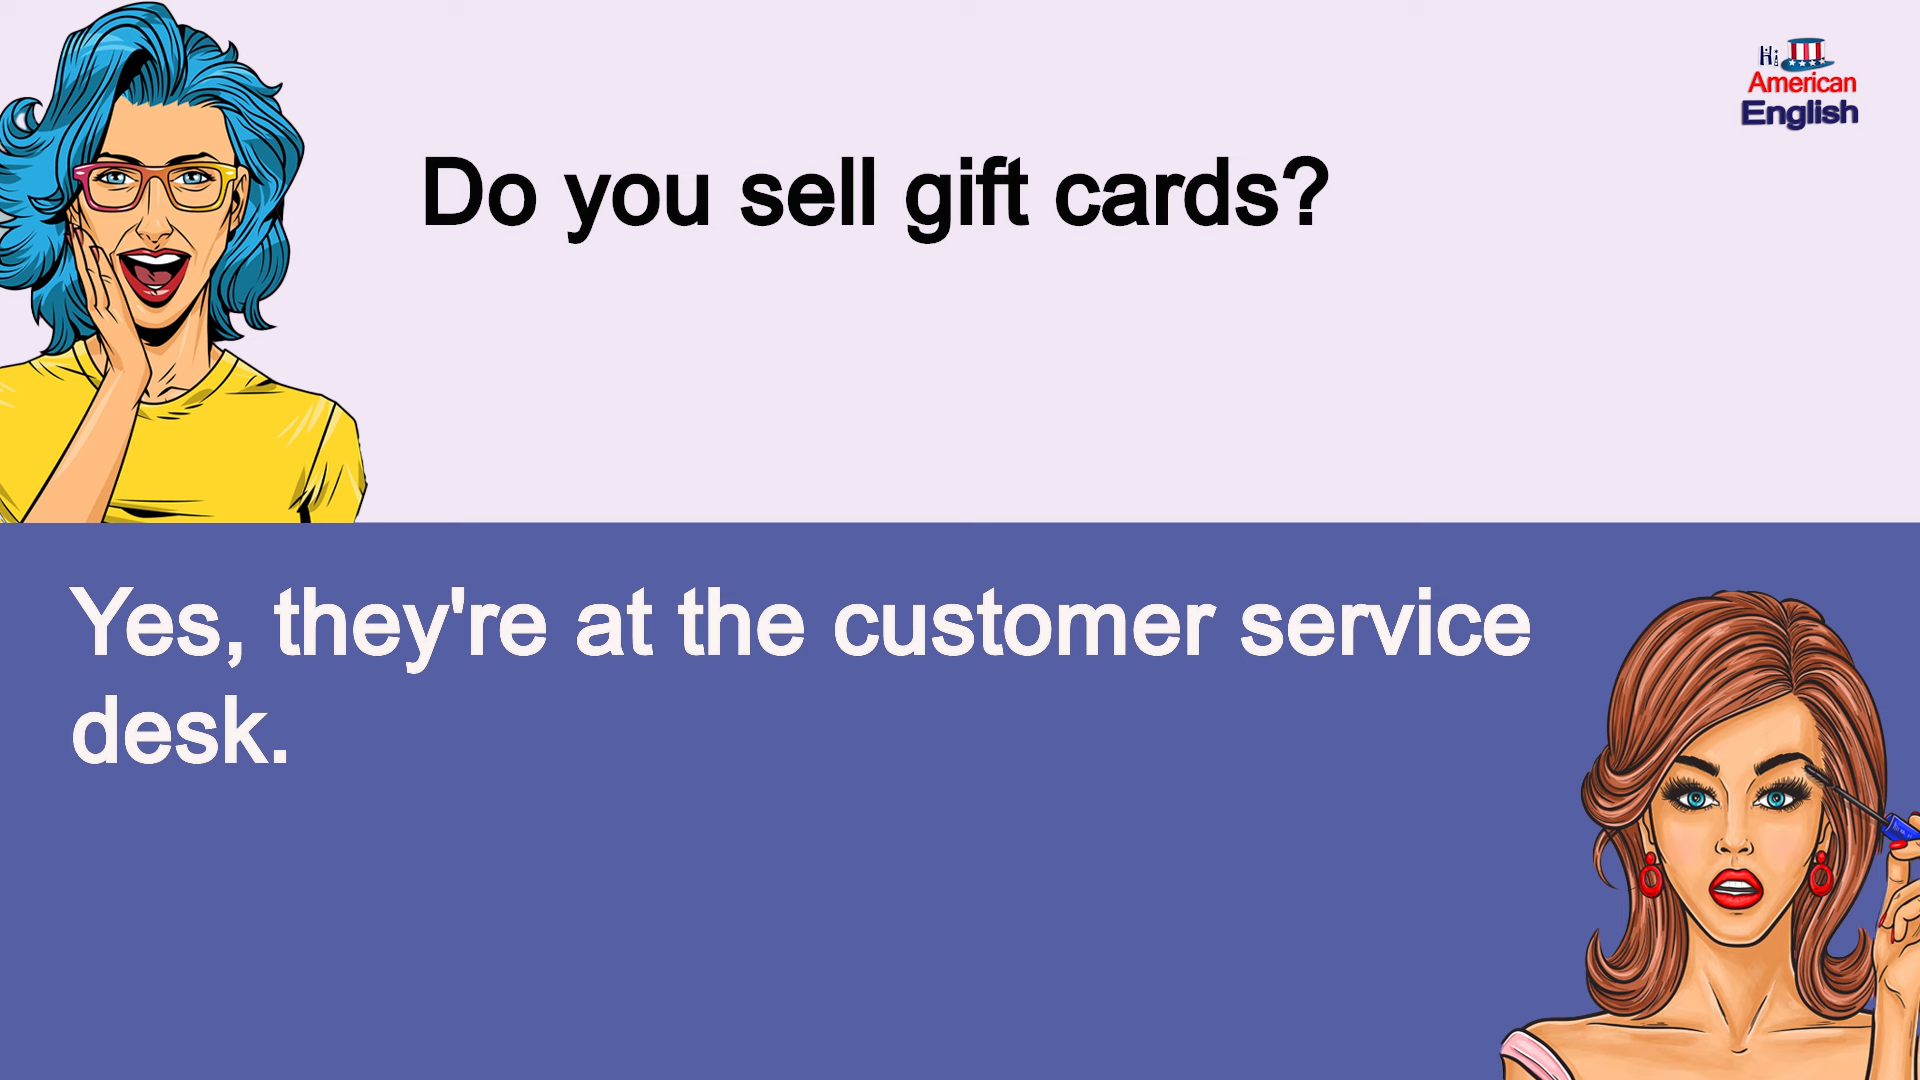 Hi
American
English
Do you sell gift cards?
Yes, they're at the customer service
desk.